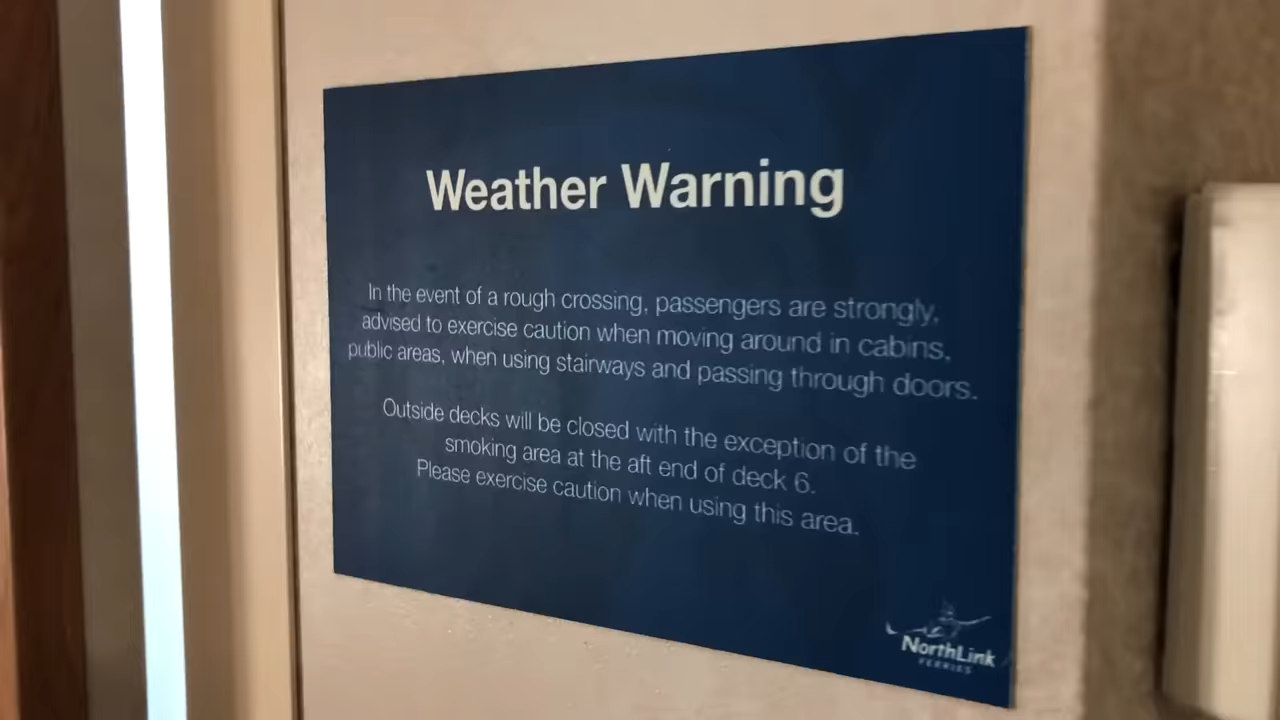 Weather Warning
In the event of a rough crossing, passengers are strongly,
advised to exercise caution when moving around in cabins,
public areas, when using stairways and passing through doors.
Outside decks will be closed with the exception of the
smoking area at the aft end of deck 6.
Please exercise caution when using this area.
NorthLink
FERRIES